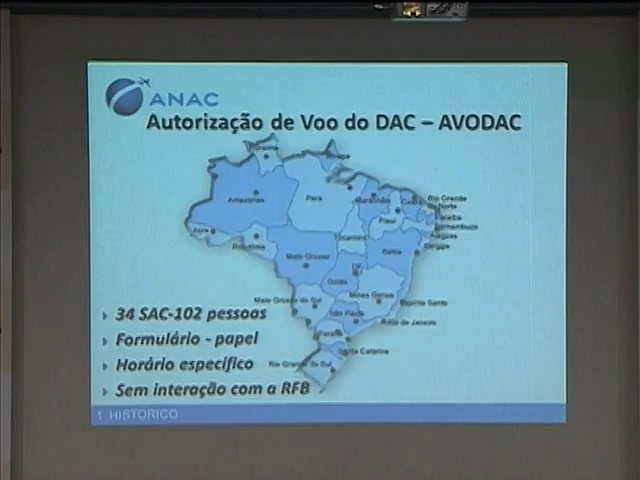 ANAC
Autorização de Voo do DAC – AVODAC
Roraima
Amapá
Amazonas
Pará
Maranhão
Ceará
Rio Grande
do Norte
Paraíba
Pernambuco
Alagoas
Sergipe
Piauí
Acre
Rondônia
Tocantins
Bahia
Mato Grosso
DF
Goiás
Minas Gerais
Espírito Santo
Mato Grosso do Sul
São Paulo
Rio de Janeiro
Paraná
Santa Catarina
Rio Grande do Sul
34 SAC-102 pessoas
Formulário - papel
Horário específico
Sem interação com a RFB
1 HISTÓRICO